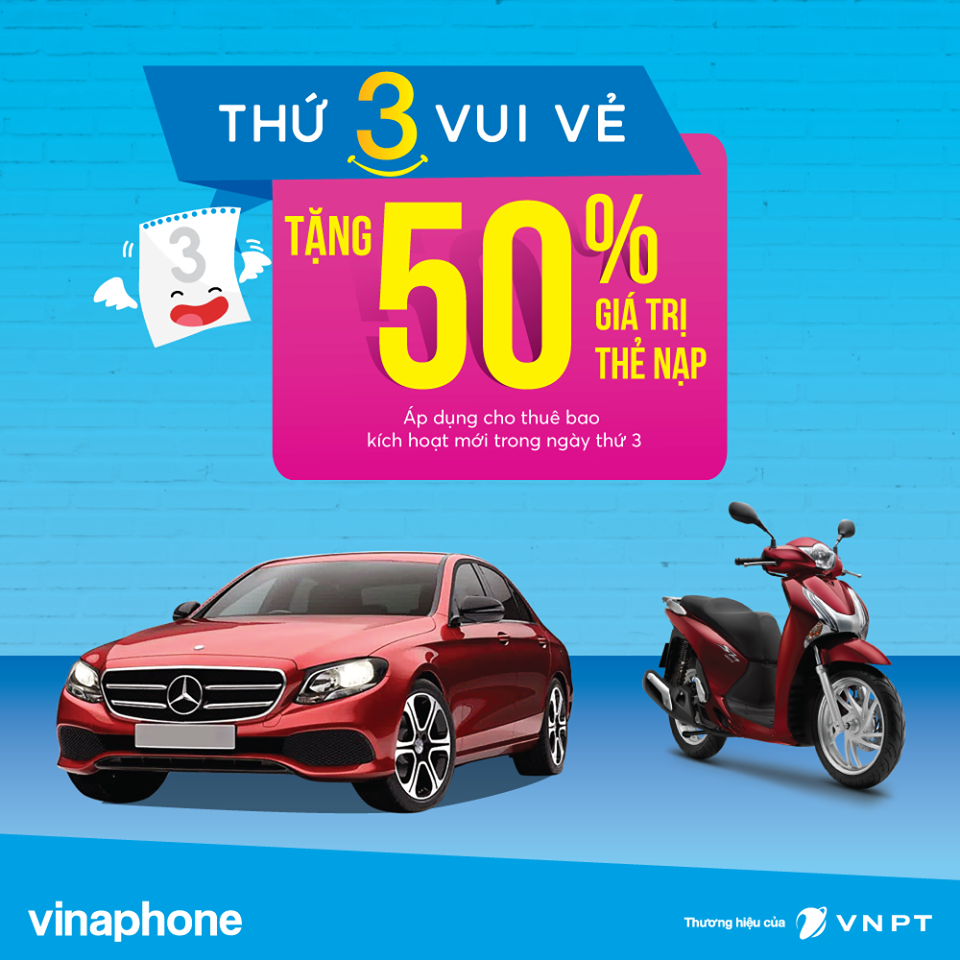 THỨ 3 VUI VẺ
TẶNG 50%
GIÁ TRỊ
THẺ NẠP
Áp dụng cho thuê bao
kích hoạt mới trong ngày thứ 3
3
vinaphone
Thương hiệu của VNPT